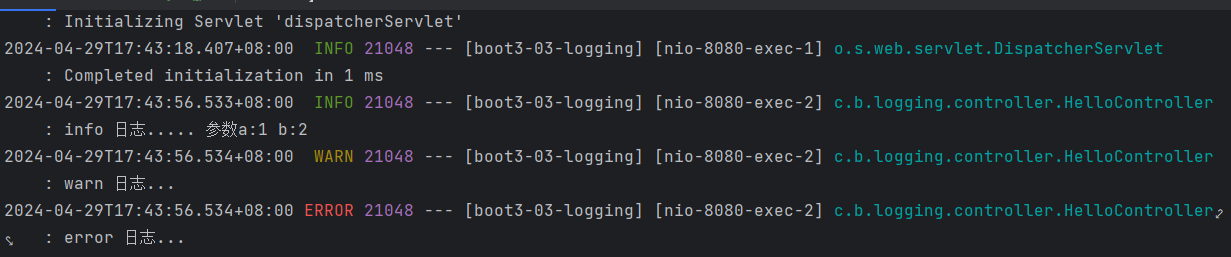 : Initializing Servlet 'dispatcherServlet'
2024-04-29T17:43:18.407+08:00  INFO 21048 --- [boot3-03-logging] [nio-8080-exec-1] o.s.web.servlet.DispatcherServlet
: Completed initialization in 1 ms
2024-04-29T17:43:56.533+08:00  INFO 21048 --- [boot3-03-logging] [nio-8080-exec-2] c.b.logging.controller.HelloController
: info 日志..... 参数a:1 b:2
2024-04-29T17:43:56.534+08:00  WARN 21048 --- [boot3-03-logging] [nio-8080-exec-2] c.b.logging.controller.HelloController
: warn 日志...
2024-04-29T17:43:56.534+08:00 ERROR 21048 --- [boot3-03-logging] [nio-8080-exec-2] c.b.logging.controller.HelloController
: error 日志...